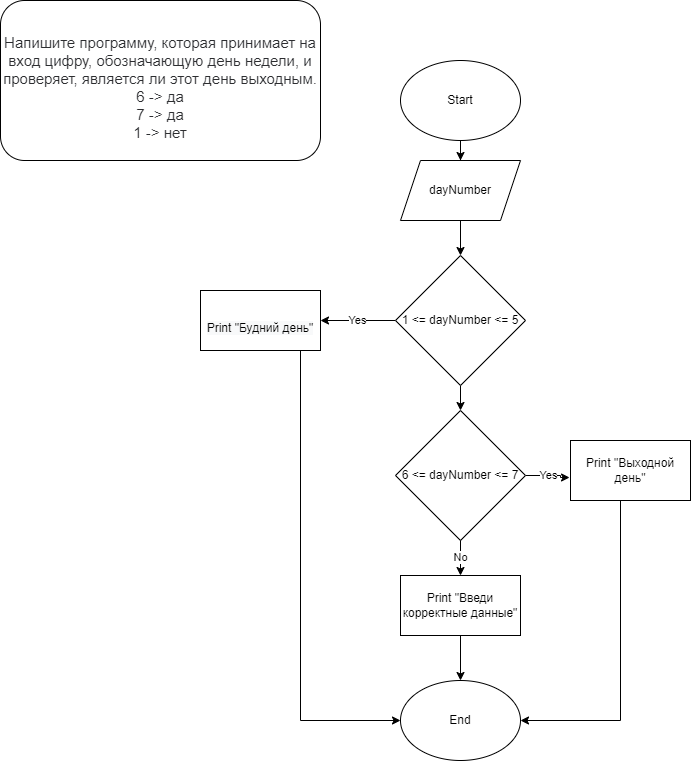 Напишите программу, которая принимает на
вход цифру, обозначающую день недели, и
проверяет, является ли этот день выходным.
6 -> да
7 -> да
1 -> нет
Start
dayNumber
1 <= dayNumber <= 5
Yes
Print "Будний день"
6 <= dayNumber <= 7
Yes
Print "Выходной
день"
No
Print "Введи
корректные данные"
End